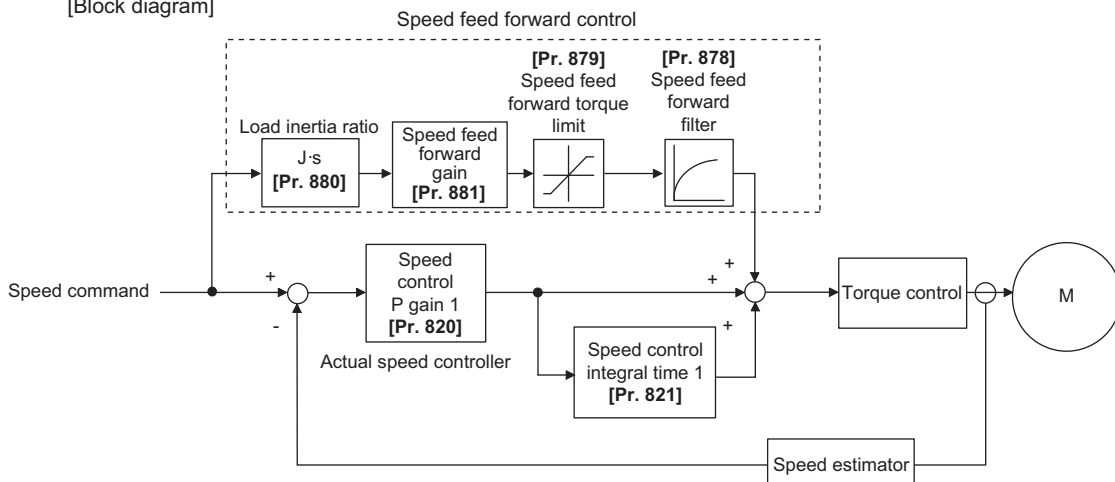 [Block diagram]
Speed feed forward control
[Pr. 879]
Speed feed
forward torque
limit
[Pr. 878]
Speed feed
forward
filter
Load inertia ratio
J·s
[Pr. 880]
Speed feed
forward
gain
[Pr. 881]
Speed command
+
-
Speed
control
P gain 1
[Pr. 820]
Actual speed controller
+
+
+
Speed control
integral time 1
[Pr. 821]
Torque control
M
Speed estimator